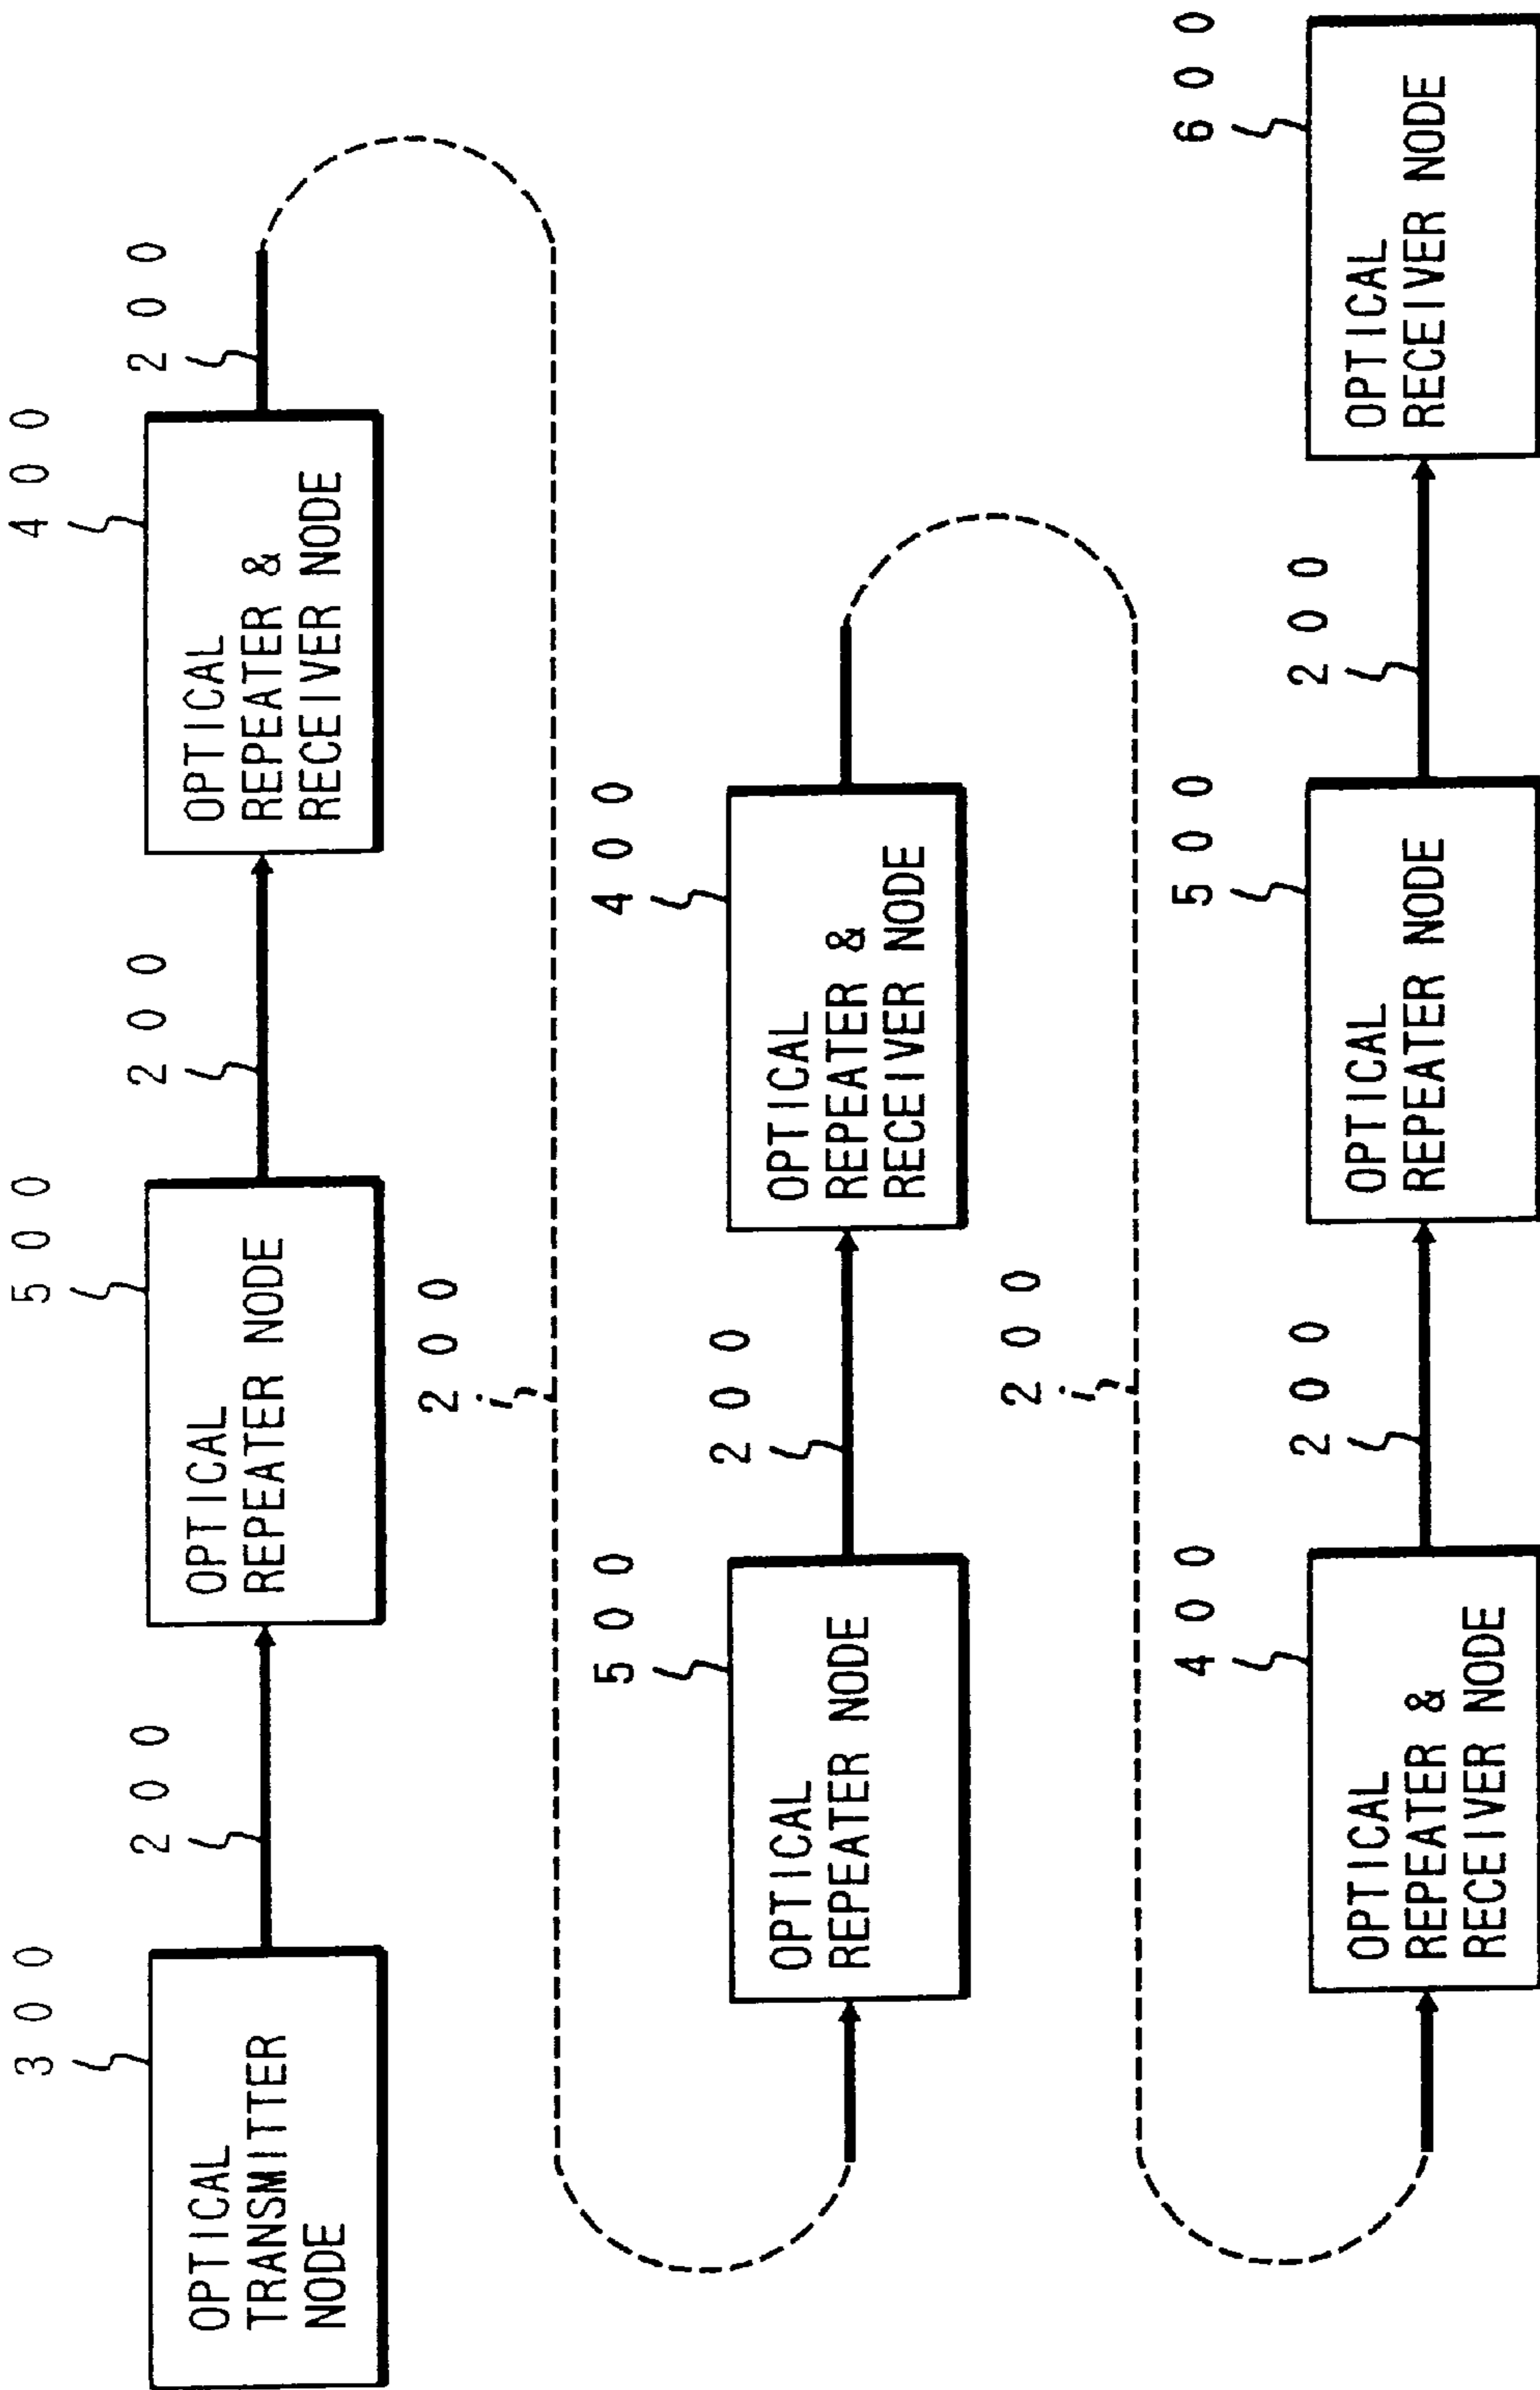 300
OPTICAL
TRANSMITTER
NODE
200
500
OPTICAL
REPEATER NODE
200
400
OPTICAL
REPEATER &
RECEIVER NODE
200
200
500
OPTICAL
REPEATER NODE
200
400
OPTICAL
REPEATER &
RECEIVER NODE
200
400
OPTICAL
REPEATER &
RECEIVER NODE
200
500
OPTICAL
REPEATER NODE
200
600
OPTICAL
RECEIVER NODE